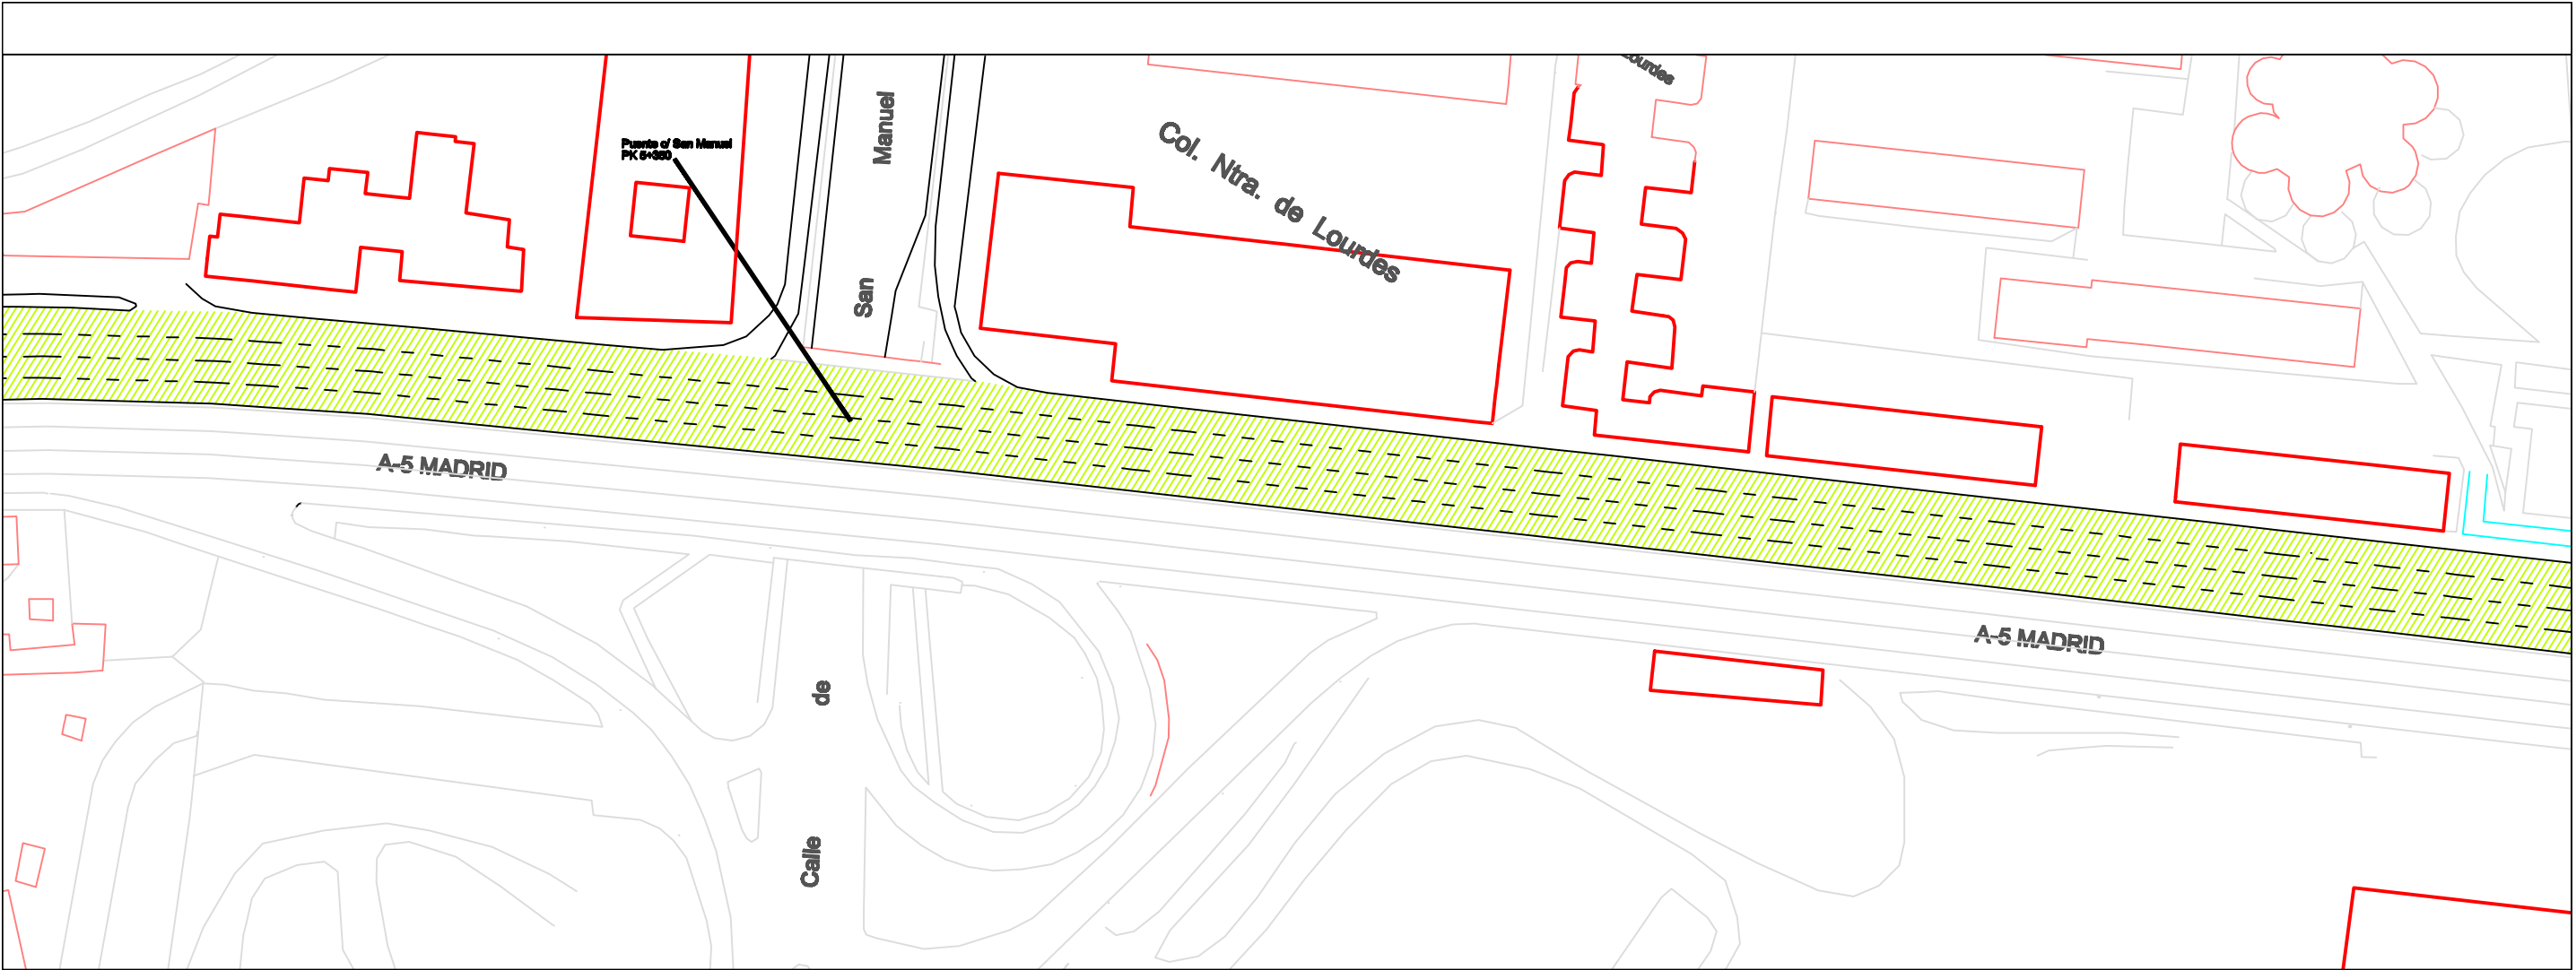 Lourdes
Puente c/ San Manuel
PK 5+350
Manuel
San
Col. Ntra. de Lourdes
A-5 MADRID
A-5 MADRID
de
Calle